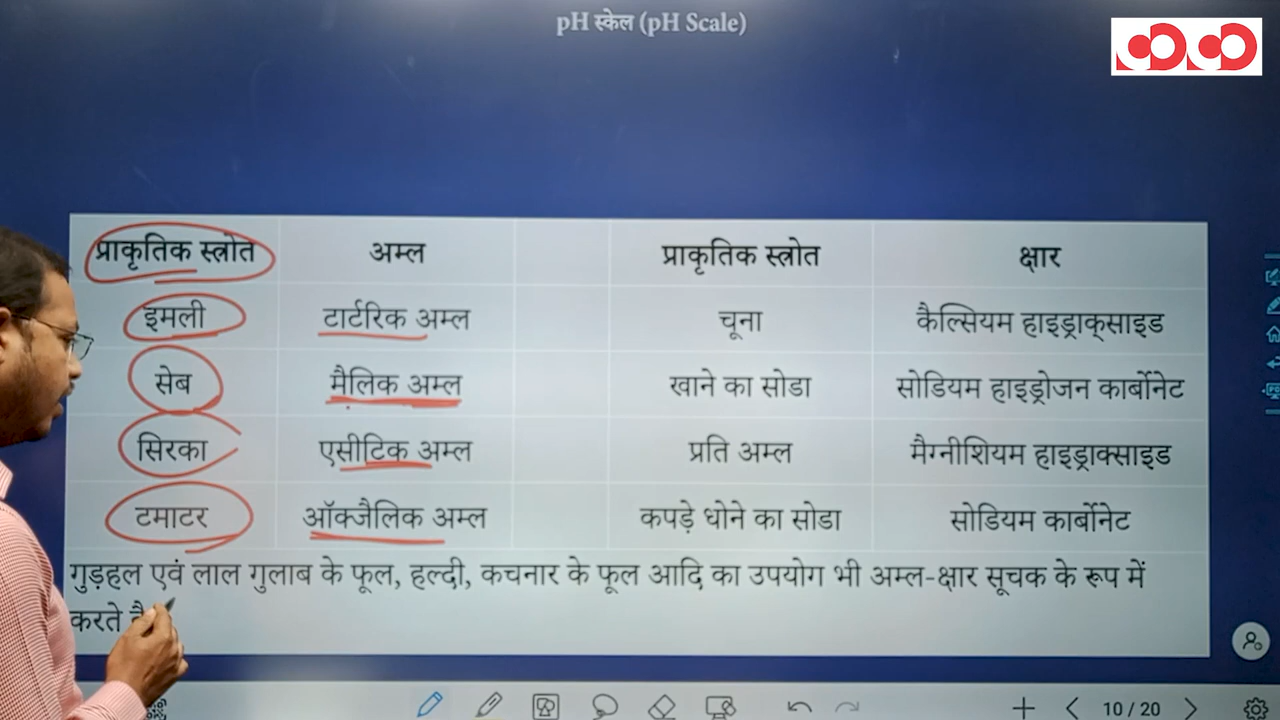 pH स्केल (pH Scale)
प्राकृतिक स्त्रोत अम्ल प्राकृतिक स्त्रोत क्षार
इमली टार्टरिक अम्ल चूना कैल्सियम हाइड्राक्साइड
सेब मैलिक अम्ल खाने का सोडा सोडियम हाइड्रोजन कार्बोनेट
सिरका एसीटिक अम्ल प्रति अम्ल मैग्नीशियम हाइड्राक्साइड
टमाटर ऑक्जैलिक अम्ल कपड़े धोने का सोडा सोडियम कार्बोनेट
गुड़हल एवं लाल गुलाब के फूल, हल्दी, कचनार के फूल आदि का उपयोग भी अम्ल-क्षार सूचक के रूप में
करते
10 / 20